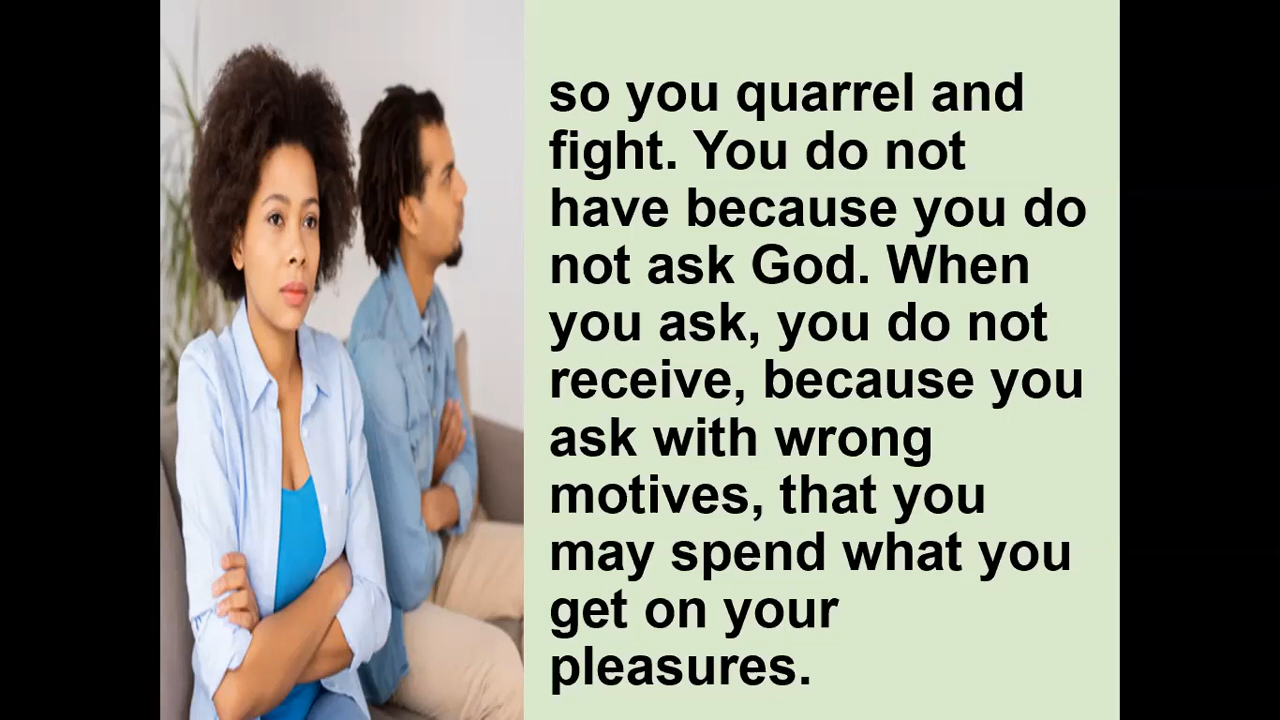 so you quarrel and
fight. You do not
have because you do
not ask God. When
you ask, you do not
receive, because you
ask with wrong
motives, that you
may spend what you
get on your
pleasures.